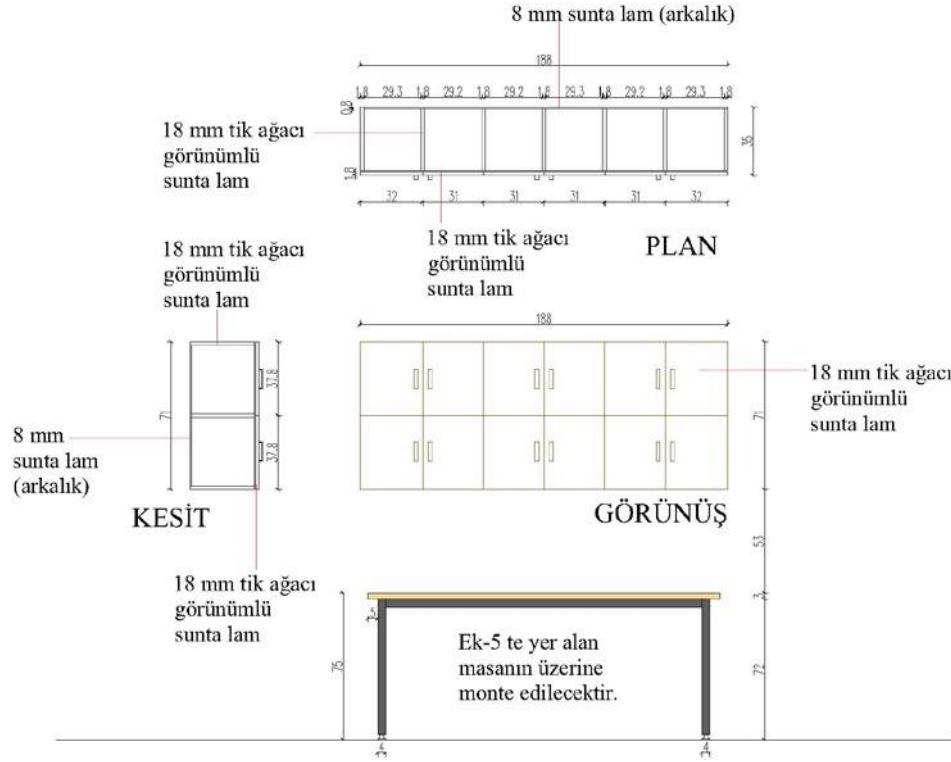 8 mm sunta lam (arkalık)
188
1.8 29.3 1.8 29.2 1.8 29.2 1.8 29.3 1.8 29.2 1.8 29.3 1.8
0.8
18 mm tik ağacı
görünümlü
sunta lam
35
1.8
32 31 31 31 31 32
18 mm tik ağacı
görünümlü
sunta lam
PLAN
18 mm tik ağacı
görünümlü
sunta lam
188
71
37.8
37.8
8 mm
sunta lam
(arkalık)
KESİT
18 mm tik ağacı
görünümlü
sunta lam
18 mm tik ağacı
görünümlü
sunta lam
71
GÖRÜNÜŞ
53
3
72
5
75
Ek-5 te yer alan
masanın üzerine
monte edilecektir.
4
4